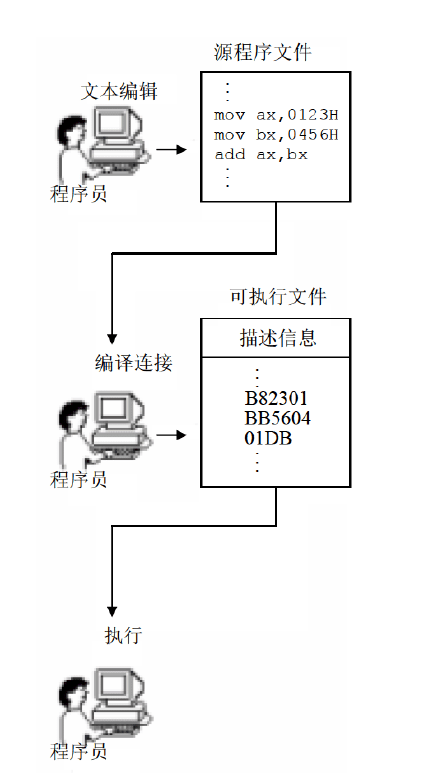 源程序文件
文本编辑
mov ax,0123H
mov bx,0456H
add ax,bx
程序员
可执行文件
描述信息
编译连接
B82301
BB5604
01DB
程序员
执行
程序员